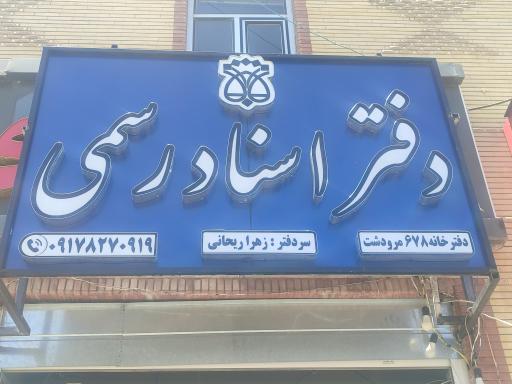 دفتر اسناد رسمی
دفترخانه ۶۷۸ مرودشت
سردفتر : زهرا ریحانی
۰۹۱۷۸۲۷۰۹۱۹